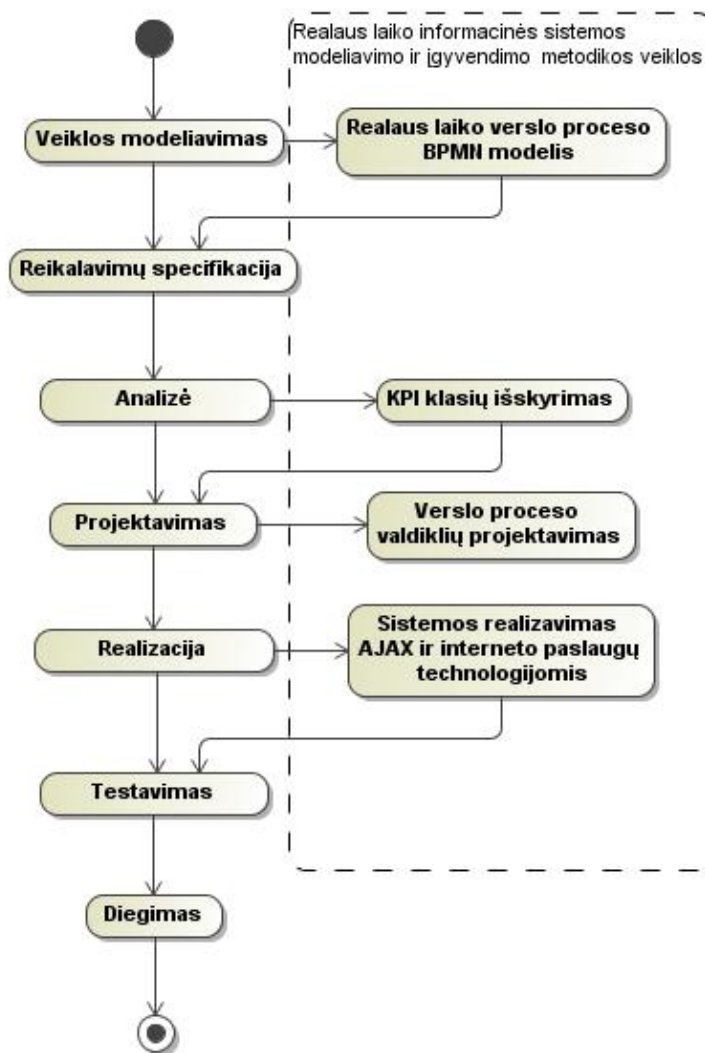 Realaus laiko informacinės sistemos
modeliavimo ir įgyvendimo metodikos veiklos
Veiklos modeliavimas
Realaus laiko verslo proceso
BPMN modelis
Reikalavimų specifikacija
Analizė
KPI klasių išskyrimas
Projektavimas
Verslo proceso
valdiklių projektavimas
Realizacija
Sistemos realizavimas
AJAX ir interneto paslaugų
technologijomis
Testavimas
Diegimas